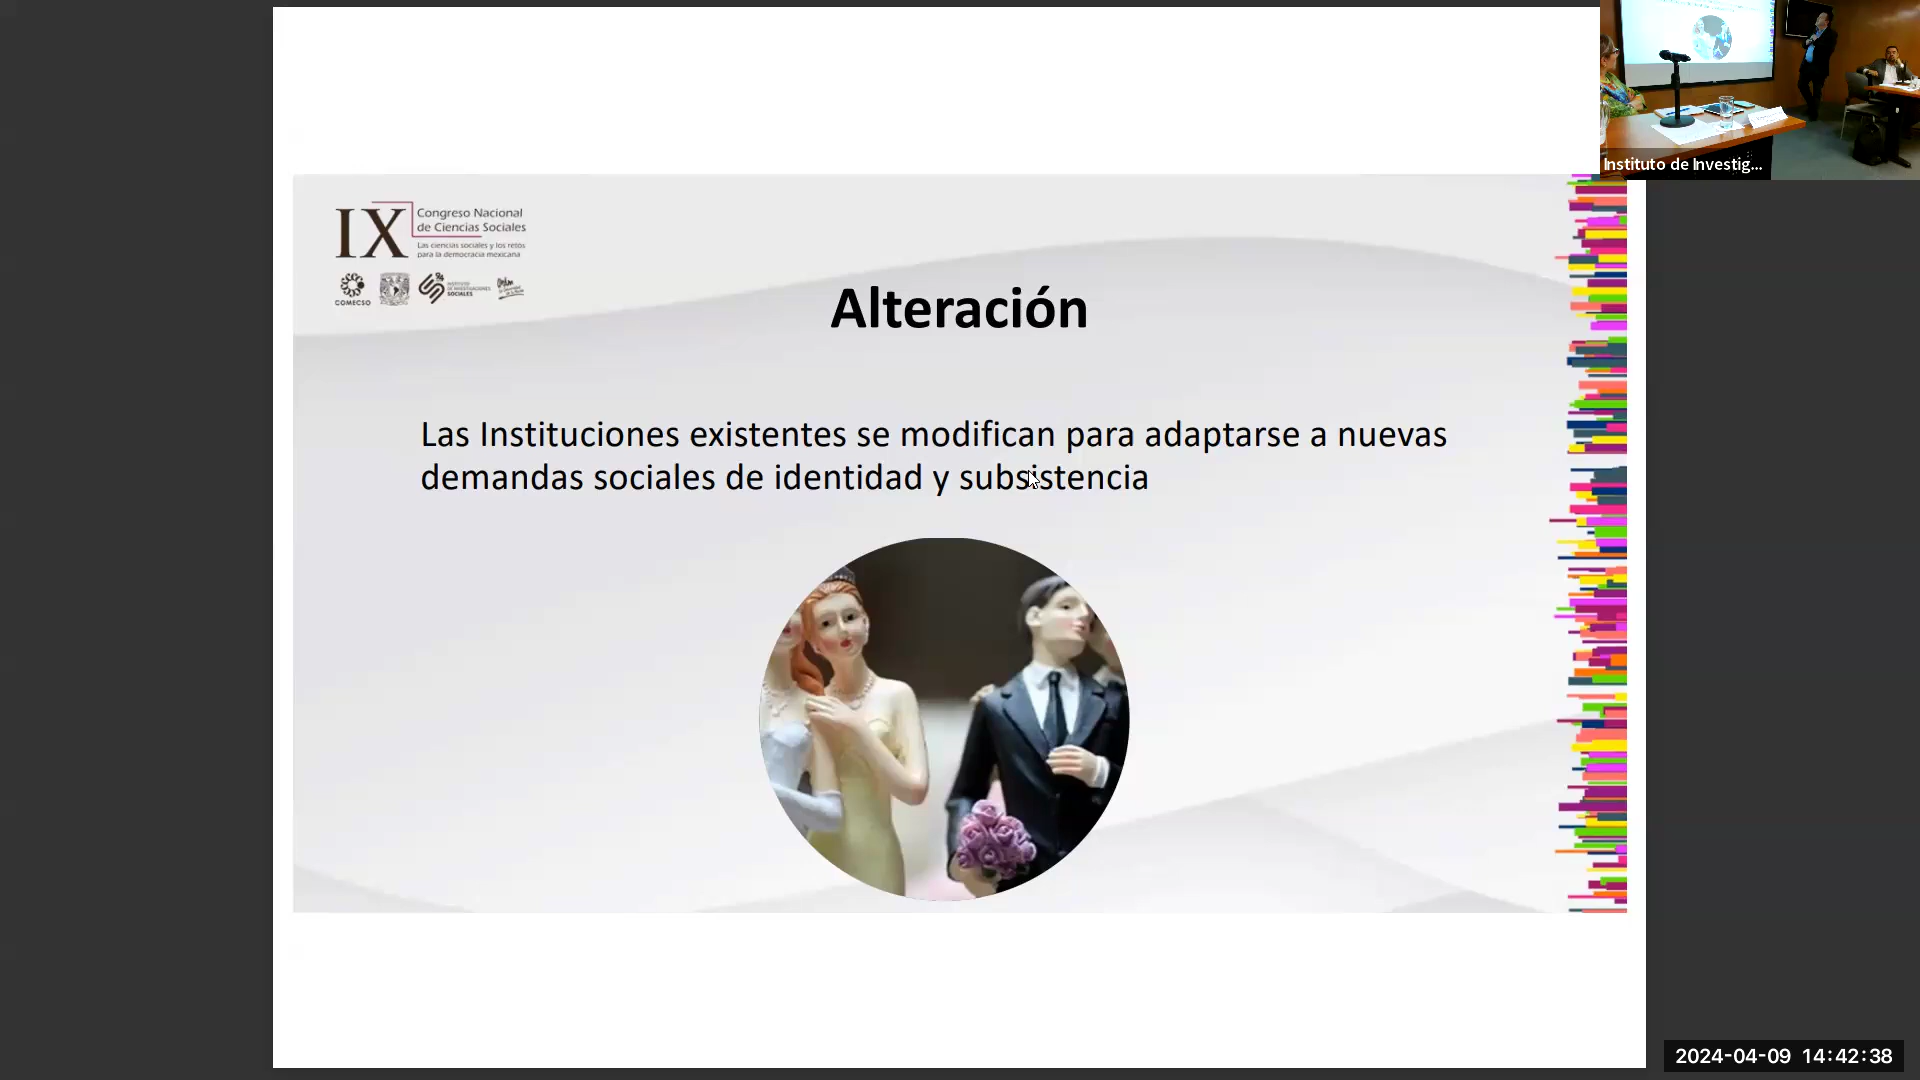 Instituto de Investig...
IX
Congreso Nacional
de Ciencias Sociales
Las ciencias sociales y los retos
para la democracia mexicana
COMECSO
INSTITUTO
DE INVESTIGACIONES
SOCIALES
Alteración
Las Instituciones existentes se modifican para adaptarse a nuevas
demandas sociales de identidad y subsistencia
2024-04-09 14:42:38